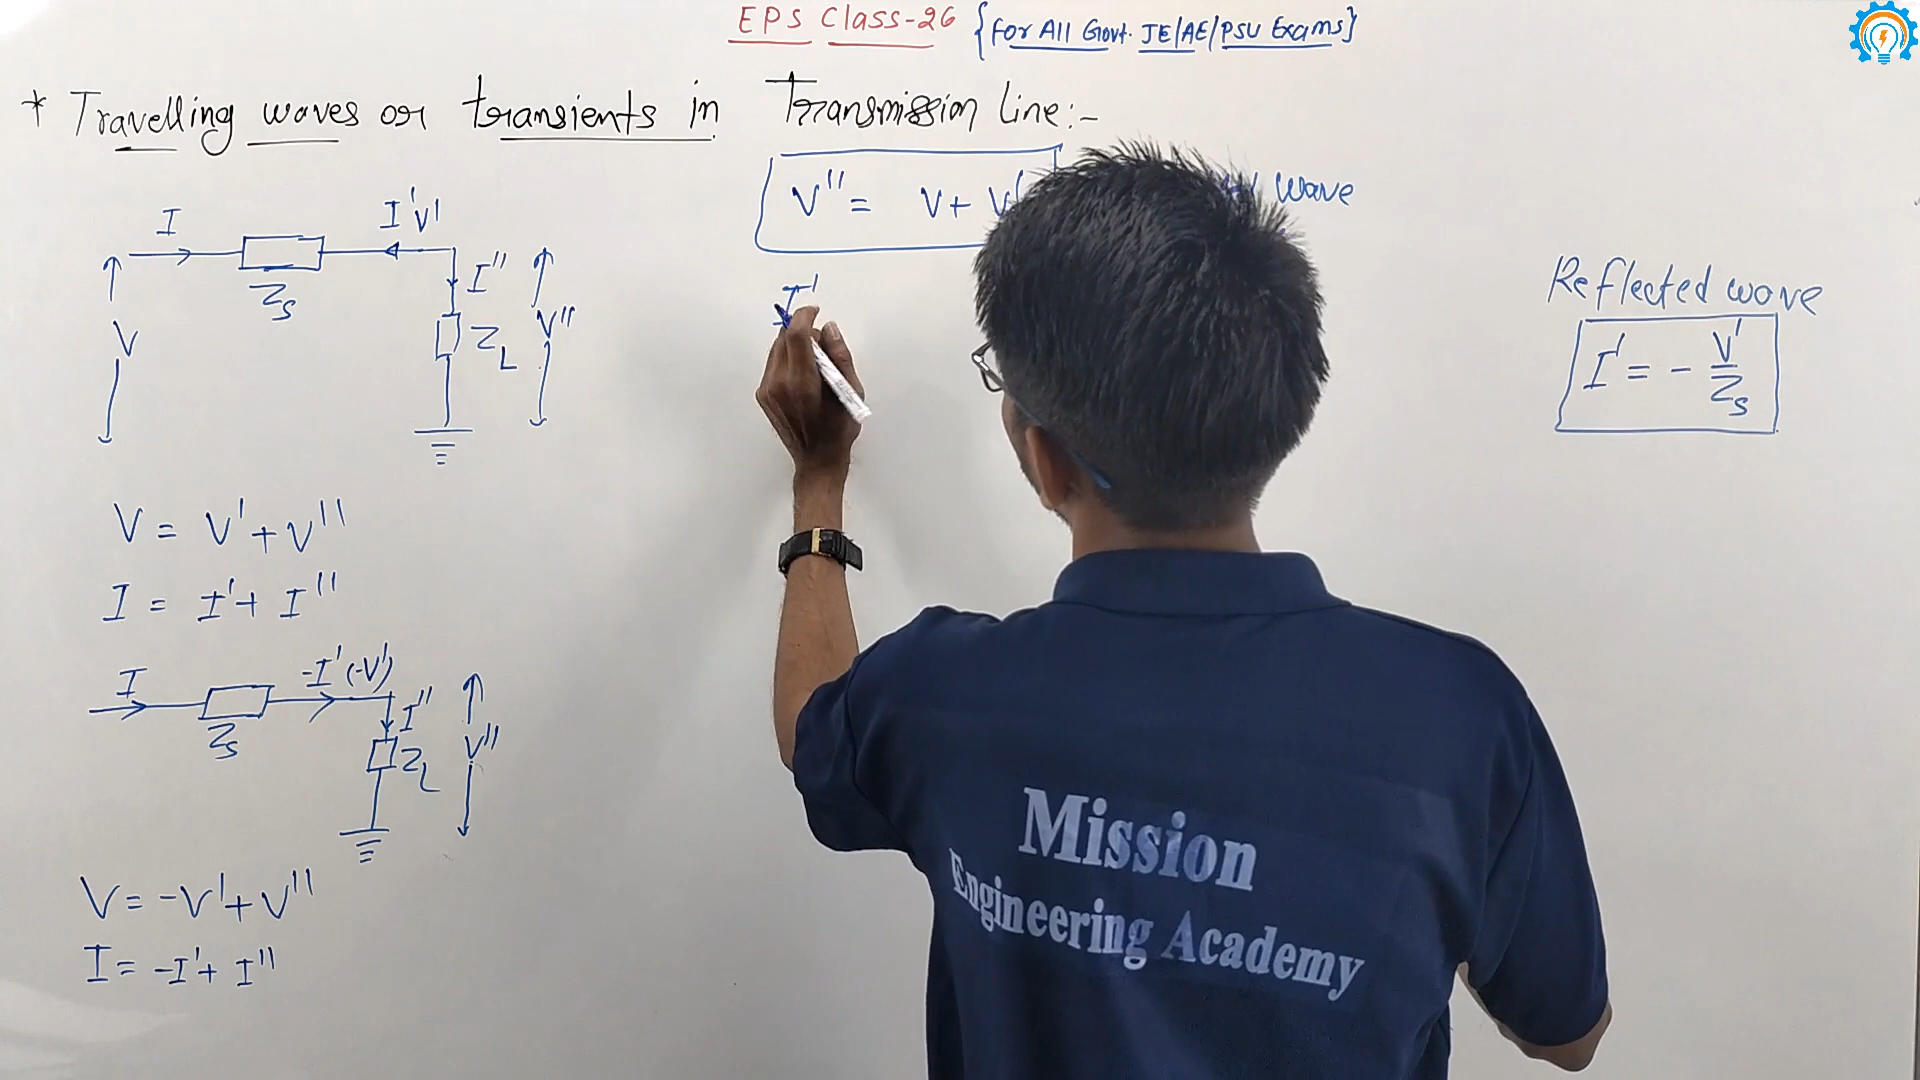 EPS Class-26 {For All Govt. JE/AE/PSU Exams}
* Travelling waves or transients in Transmission Line:-
V'' = V + V'
wave
I
I' V'
Zs
I''
ZL
V
V''
I'
Reflected wave
I' = - V'/Zs
V = V' + V''
I = I' + I''
I
-I' (-V')
Zs
I''
ZL
V''
V = -V' + V''
I = -I' + I''
Mission
Engineering Academy